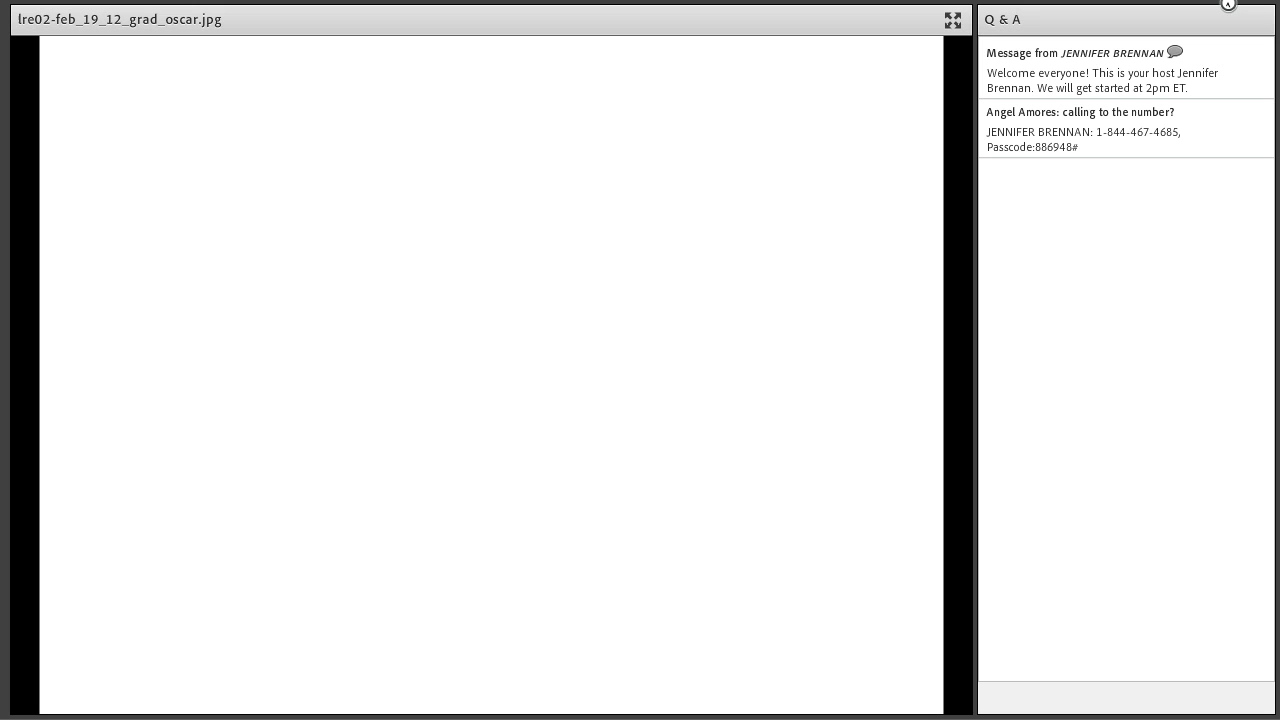 lre02-feb_19_12_grad_oscar.jpg
Q & A
Message from JENNIFER BRENNAN
Welcome everyone! This is your host Jennifer
Brennan. We will get started at 2pm ET.
Angel Amores: calling to the number?
JENNIFER BRENNAN: 1-844-467-4685,
Passcode:886948#